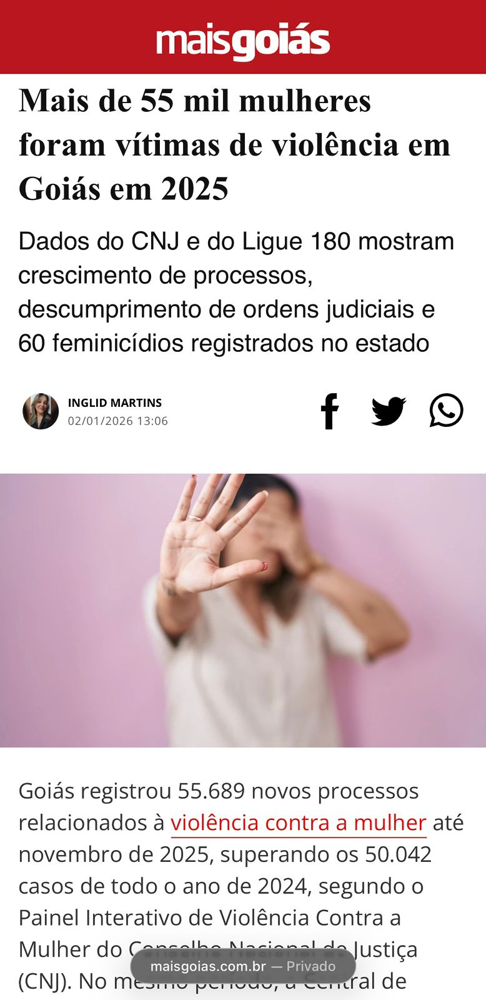 maisgoiás
Mais de 55 mil mulheres
foram vítimas de violência em
Goiás em 2025
Dados do CNJ e do Ligue 180 mostram
crescimento de processos,
descumprimento de ordens judiciais e
60 feminicídios registrados no estado
INGLID MARTINS
02/01/2026 13:06
Goiás registrou 55.689 novos processos
relacionados à violência contra a mulher até
novembro de 2025, superando os 50.042
casos de todo o ano de 2024, segundo o
Painel Interativo de Violência Contra a
Mulher do Conselho Nacional de Justiça
(CNJ). No mesmo período, a Central de
maisgoias.com.br — Privado